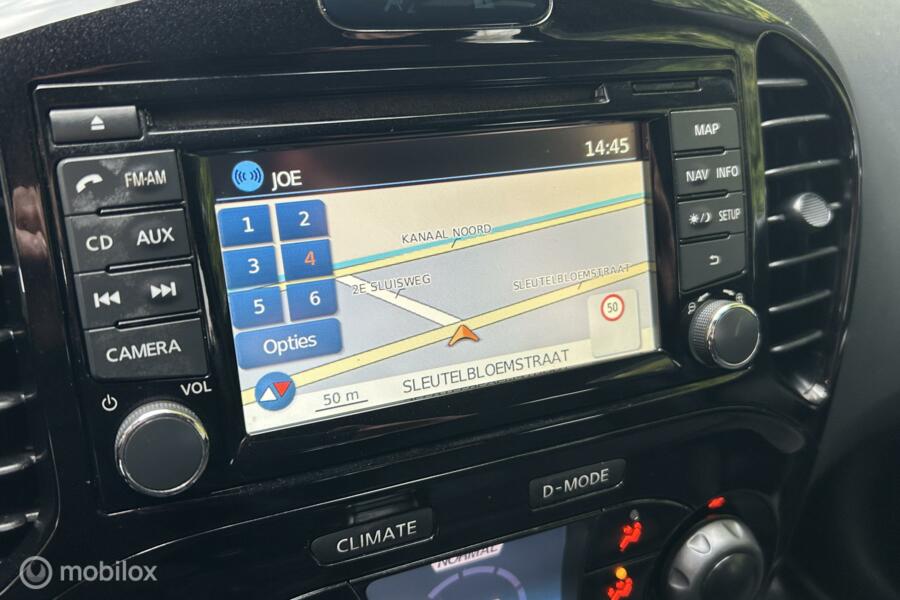 14:45
JOE
MAP
NAV INFO
SETUP
FM-AM
CD AUX
CAMERA
VOL
1 2
3 4
5 6
Opties
KANAAL NOORD
2E SLUISWEG
SLEUTELBLOEMSTRAAT
50
50 m
SLEUTELBLOEMSTRAAT
D-MODE
CLIMATE
NORMAL
mobilox